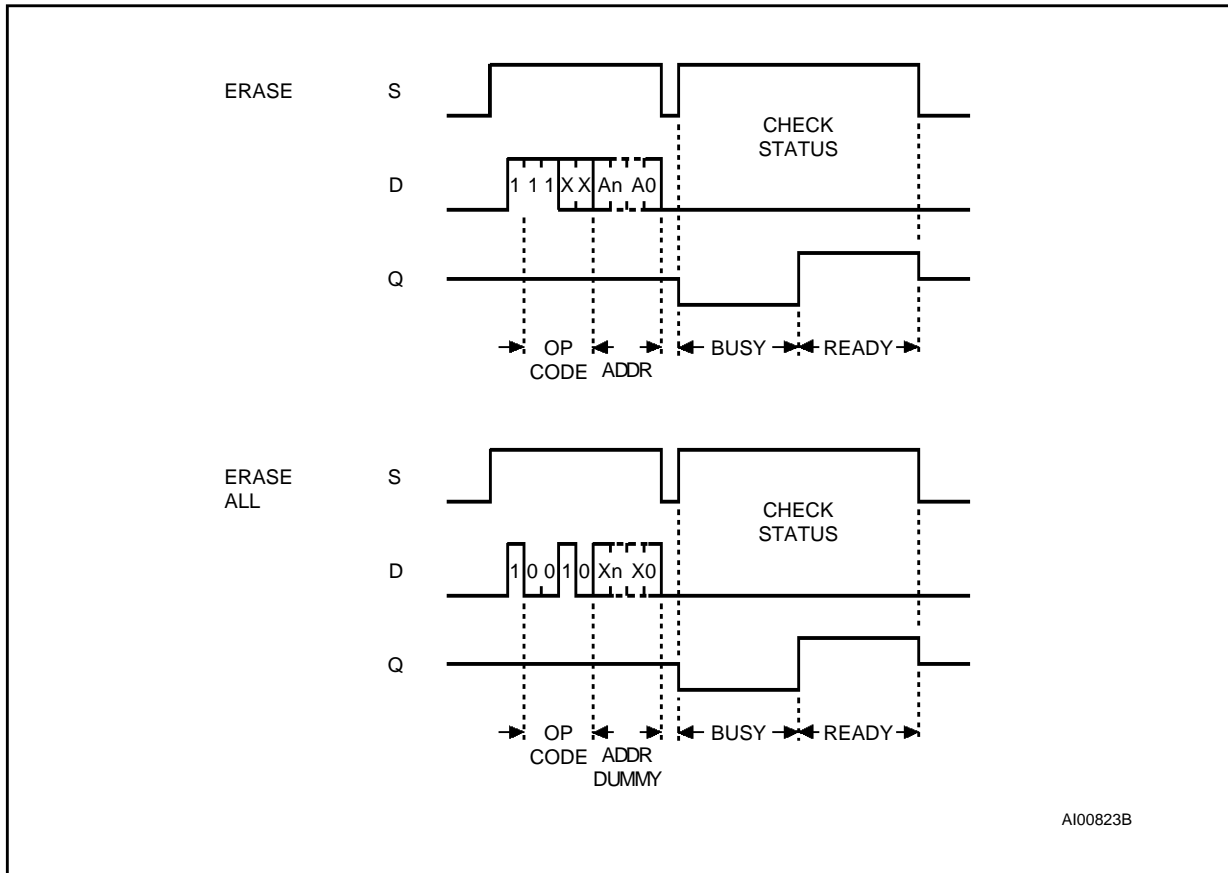 ERASE S
CHECK
STATUS
D 1 1 1 X X An A0
Q
OP BUSY READY
CODE ADDR
ERASE S
ALL
CHECK
STATUS
D 1 0 0 1 0 Xn X0
Q
OP BUSY READY
CODE ADDR
DUMMY
AI00823B